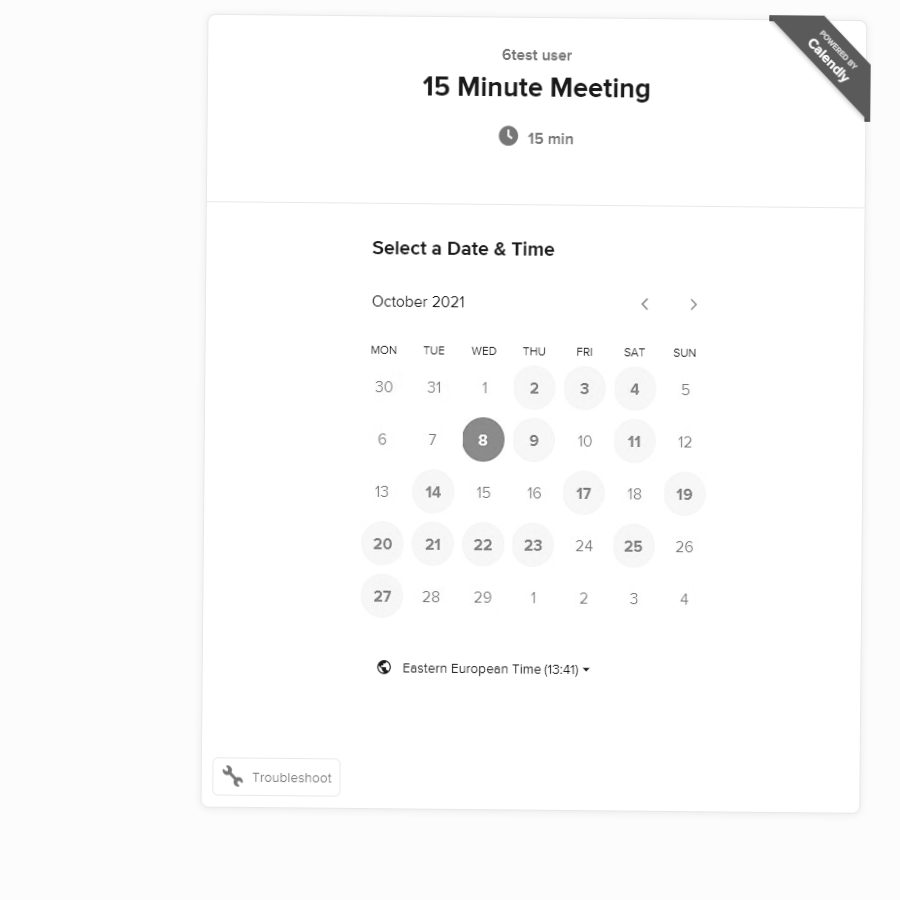 POWERED BY
Calendly
6test user
15 Minute Meeting
15 min
Select a Date & Time
October 2021
MON TUE WED THU FRI SAT SUN
30 31 1 2 3 4 5
6 7 8 9 10 11 12
13 14 15 16 17 18 19
20 21 22 23 24 25 26
27 28 29 1 2 3 4
Eastern European Time (13:41)
Troubleshoot